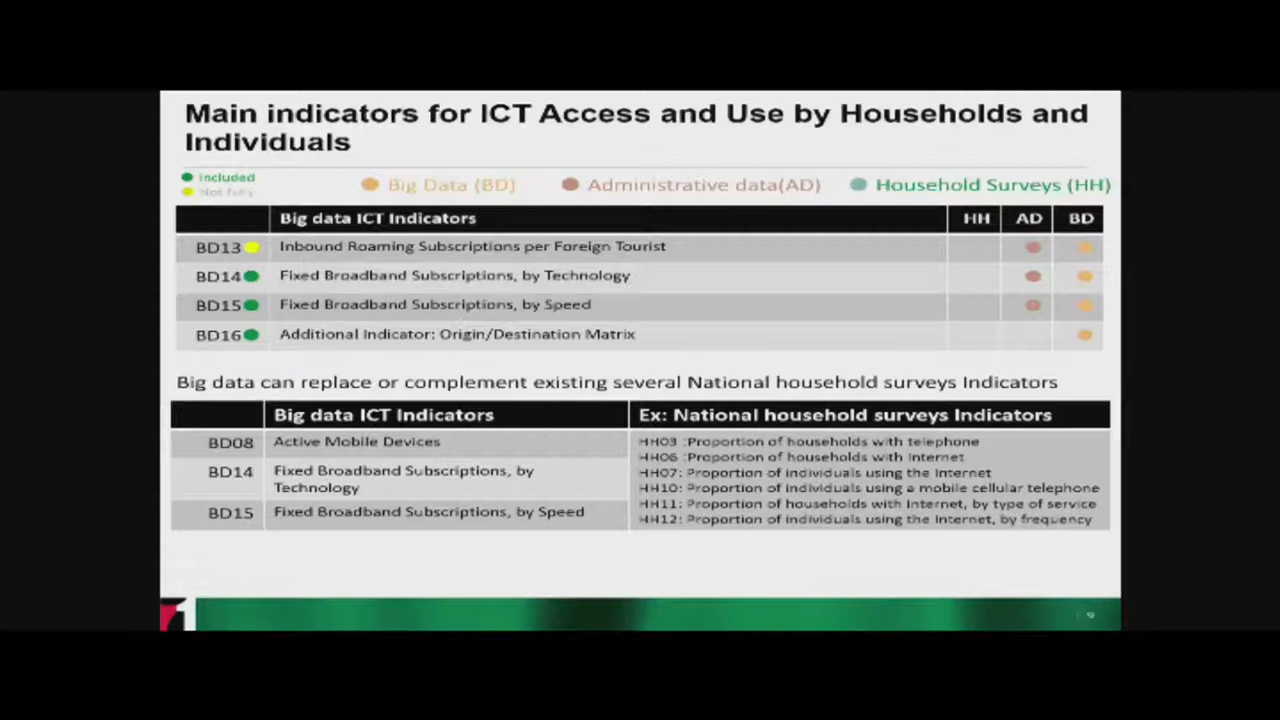 Main indicators for ICT Access and Use by Households and
Individuals
Included
Not fully
Big Data (BD)
Administrative data(AD)
Household Surveys (HH)
Big data ICT Indicators HH AD BD
BD13 Inbound Roaming Subscriptions per Foreign Tourist
BD14 Fixed Broadband Subscriptions, by Technology
BD15 Fixed Broadband Subscriptions, by Speed
BD16 Additional Indicator: Origin/Destination Matrix
Big data can replace or complement existing several National household surveys Indicators
Big data ICT Indicators Ex: National household surveys Indicators
BD08 Active Mobile Devices
BD14 Fixed Broadband Subscriptions, by
Technology
BD15 Fixed Broadband Subscriptions, by Speed
HH03 :Proportion of households with telephone
HH06 :Proportion of households with Internet
HH07: Proportion of individuals using the Internet
HH10: Proportion of individuals using a mobile cellular telephone
HH11: Proportion of households with Internet, by type of service
HH12: Proportion of individuals using the Internet, by frequency
9